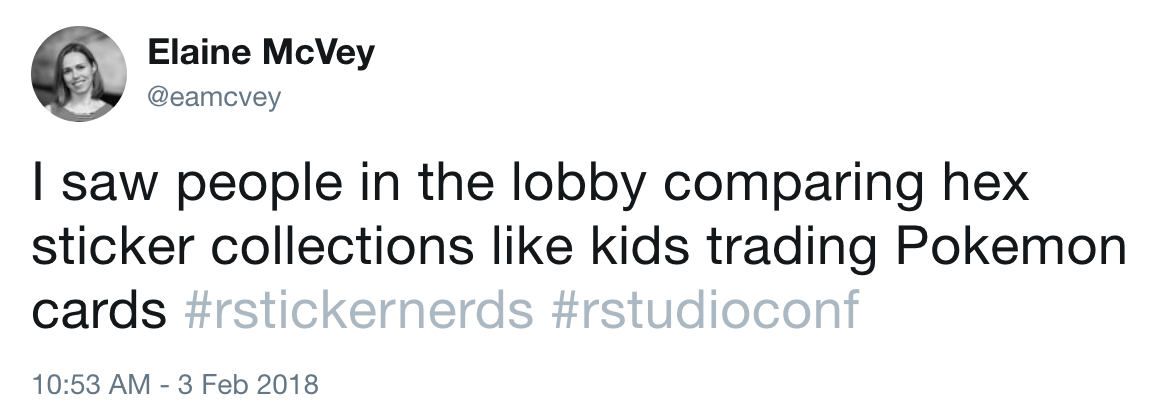 Elaine McVey
@eamcvey
I saw people in the lobby comparing hex
sticker collections like kids trading Pokemon
cards #rstickernerds #rstudioconf
10:53 AM - 3 Feb 2018